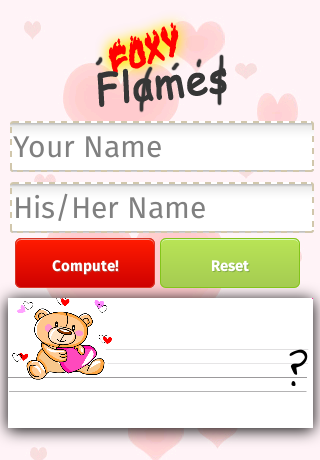 FOXY
Flames
Your Name
His/Her Name
Compute! Reset
?